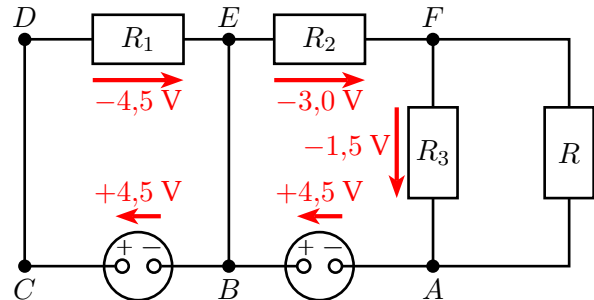 D E F
R₁ R₂
−4,5 V −3,0 V
−1,5 V R₃ R
+4,5 V +4,5 V
+ − + −
C B A